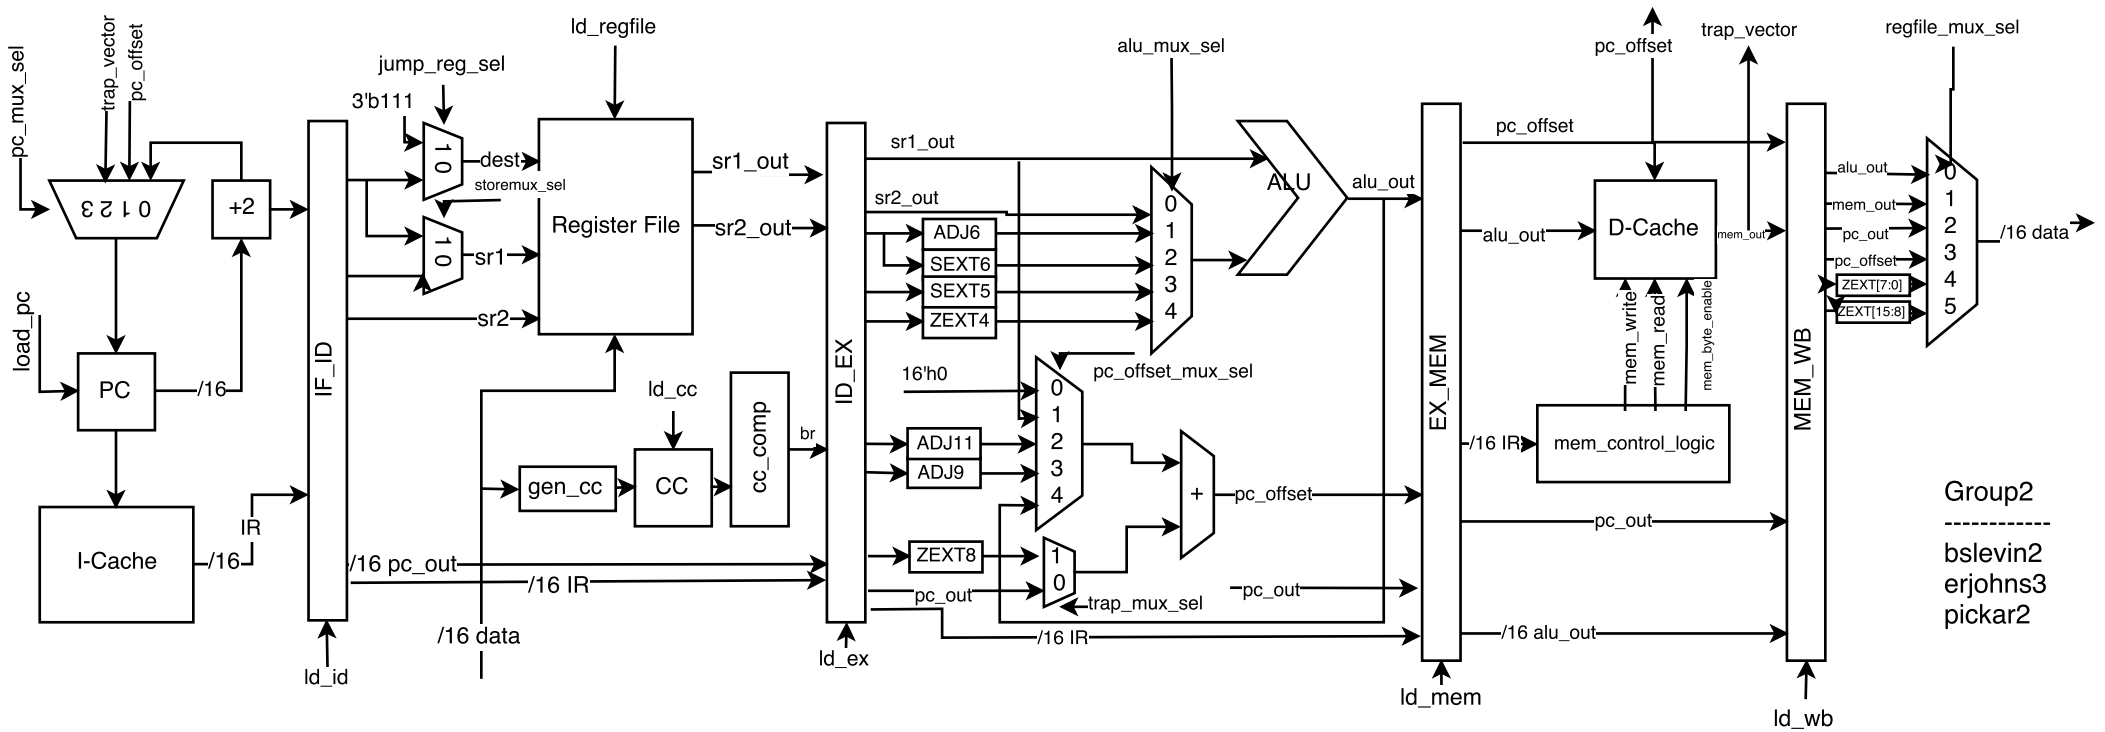 pc_mux_sel
trap_vector
pc_offset
0 1 2 3
+2
load_pc
PC
/16
I-Cache
/16
IR
IF_ID
ld_id
jump_reg_sel
3'b111
1 0
dest
storemux_sel
1 0
sr1
sr2
ld_regfile
Register File
sr1_out
sr2_out
ld_cc
gen_cc
CC
cc_comp
br
/16 pc_out
/16 IR
/16 data
ID_EX
ld_ex
sr1_out
sr2_out
ADJ6
SEXT6
SEXT5
ZEXT4
alu_mux_sel
0
1
2
3
4
ALU
alu_out
16'h0
pc_offset_mux_sel
0
1
2
3
4
ADJ11
ADJ9
+
pc_offset
ZEXT8
1
0
pc_out
trap_mux_sel
pc_out
/16 IR
EX_MEM
ld_mem
pc_offset
pc_offset
trap_vector
alu_out
D-Cache
mem_out
mem_write
mem_read
mem_byte_enable
/16 IR
mem_control_logic
pc_out
/16 alu_out
MEM_WB
ld_wb
regfile_mux_sel
alu_out
mem_out
pc_out
pc_offset
ZEXT[7:0]
ZEXT[15:8]
0
1
2
3
4
5
/16 data
Group2
------------
bslevin2
erjohns3
pickar2